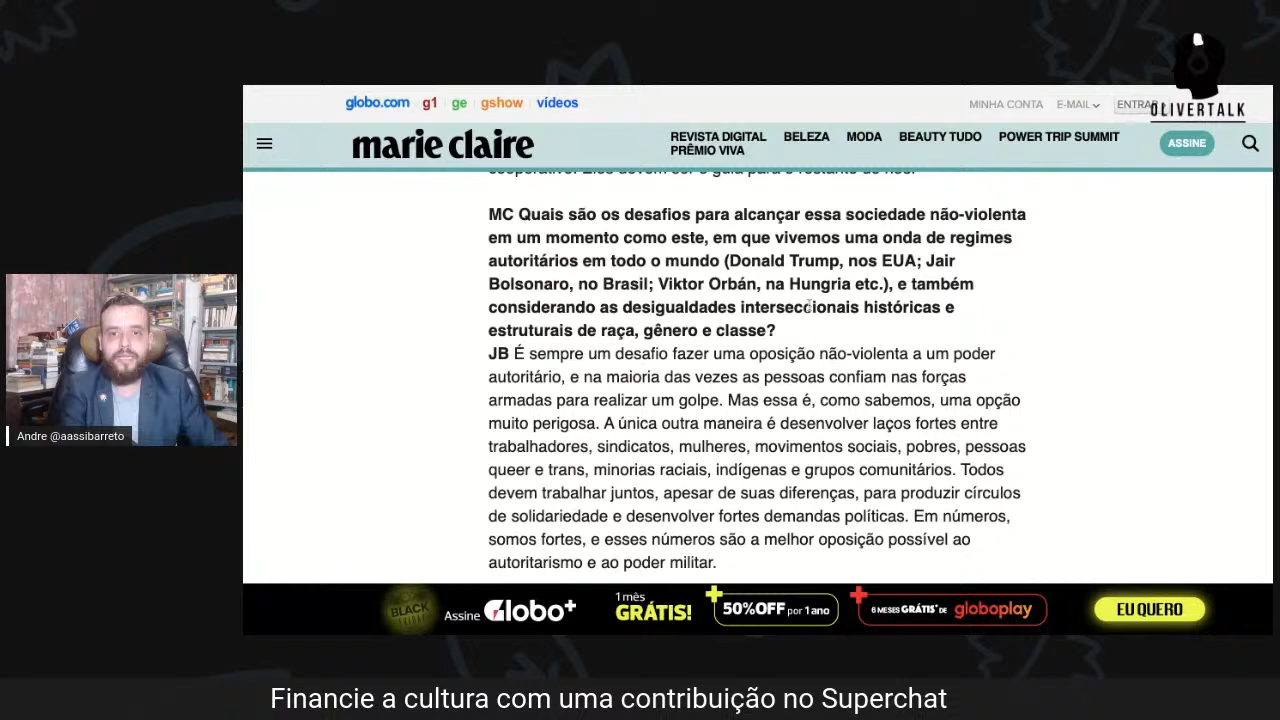 globo.com g1 ge gshow vídeos
MINHA CONTA E-MAIL ENTRAR
OLIVERTALK
marie claire
REVISTA DIGITAL BELEZA MODA BEAUTY TUDO POWER TRIP SUMMIT
PRÊMIO VIVA
ASSINE
MC Quais são os desafios para alcançar essa sociedade não-violenta
em um momento como este, em que vivemos uma onda de regimes
autoritários em todo o mundo (Donald Trump, nos EUA; Jair
Bolsonaro, no Brasil; Viktor Orbán, na Hungria etc.), e também
considerando as desigualdades interseccionais históricas e
estruturais de raça, gênero e classe?
JB É sempre um desafio fazer uma oposição não-violenta a um poder
autoritário, e na maioria das vezes as pessoas confiam nas forças
armadas para realizar um golpe. Mas essa é, como sabemos, uma opção
muito perigosa. A única outra maneira é desenvolver laços fortes entre
trabalhadores, sindicatos, mulheres, movimentos sociais, pobres, pessoas
queer e trans, minorias raciais, indígenas e grupos comunitários. Todos
devem trabalhar juntos, apesar de suas diferenças, para produzir círculos
de solidariedade e desenvolver fortes demandas políticas. Em números,
somos fortes, e esses números são a melhor oposição possível ao
autoritarismo e ao poder militar.
Andre @aassibarreto
BLACK
Assine Globo+
1 mês
GRÁTIS!
+ 50%OFF por 1 ano
+ 6 MESES GRÁTIS* DE globoplay
EU QUERO
Financie a cultura com uma contribuição no Superchat